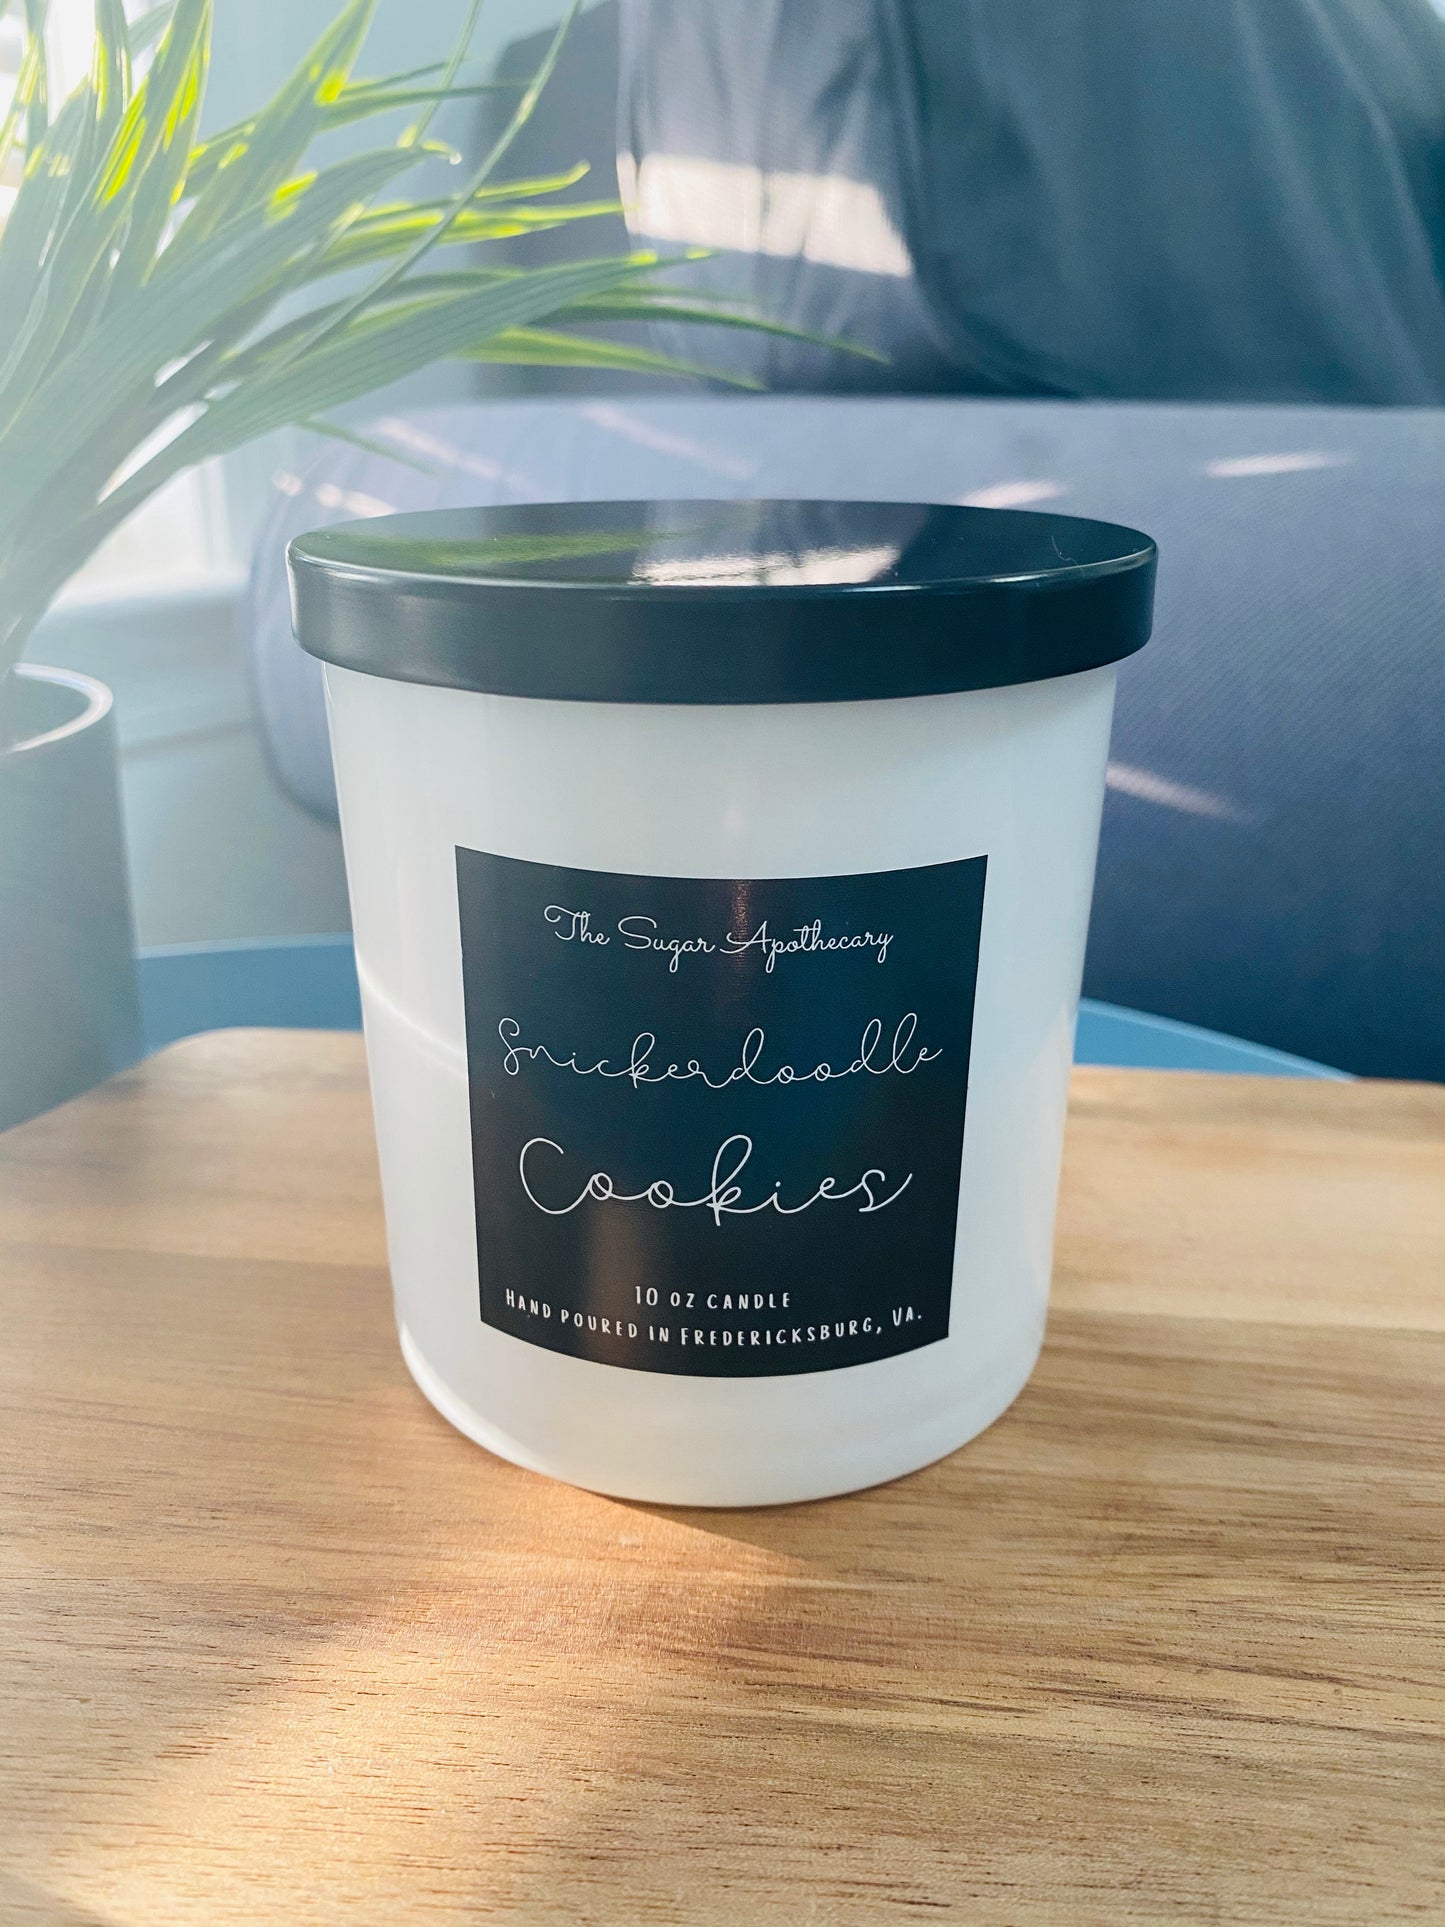 The Sugar Apothecary
Snickerdoodle
Cookies
10 oz candle
Hand poured in Fredericksburg, Va.